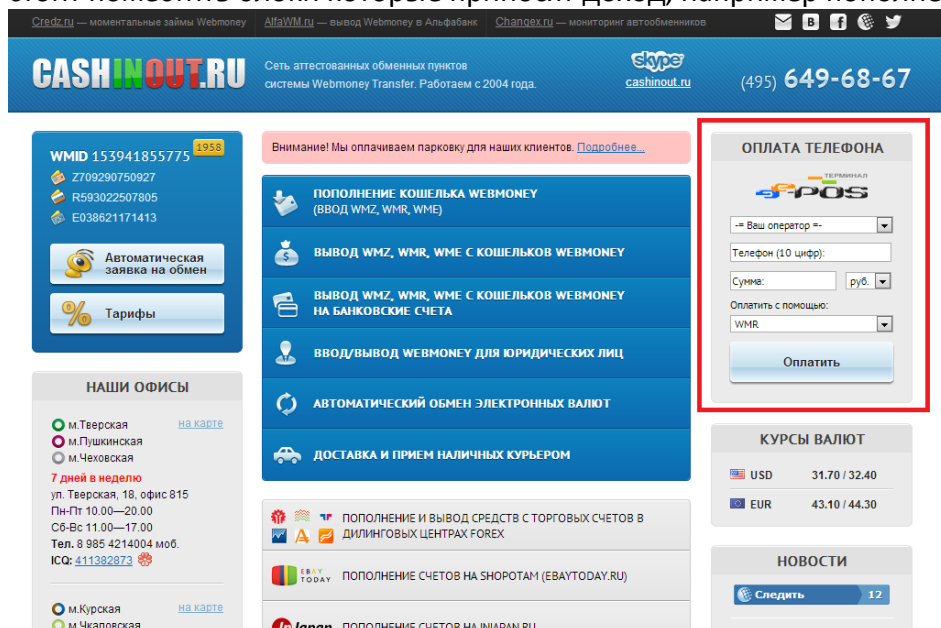 Credz.ru — моментальные займы Webmoney
AlfaWM.ru — вывод Webmoney в Альфабанк
Changex.ru — мониторинг автообменников
CASHINOUT.RU
Сеть аттестованных обменных пунктов
системы Webmoney Transfer. Работаем с 2004 года.
skype
cashinout.ru
(495) 649-68-67
WMID 153941855775 1958
Z709290750927
R593022507805
E038621171413
Автоматическая
заявка на обмен
Тарифы
НАШИ ОФИСЫ
м.Тверская на карте
м.Пушкинская
м.Чеховская
7 дней в неделю
ул. Тверская, 18, офис 815
Пн-Пт 10.00—20.00
Сб-Вс 11.00—17.00
Тел. 8 985 4214004 моб.
ICQ: 411382873
м.Курская на карте
м.Чкаловская
Внимание! Мы оплачиваем парковку для наших клиентов. Подробнее...
ПОПОЛНЕНИЕ КОШЕЛЬКА WEBMONEY
(ВВОД WMZ, WMR, WME)
ВЫВОД WMZ, WMR, WME С КОШЕЛЬКОВ WEBMONEY
ВЫВОД WMZ, WMR, WME С КОШЕЛЬКОВ WEBMONEY
НА БАНКОВСКИЕ СЧЕТА
ВВОД/ВЫВОД WEBMONEY ДЛЯ ЮРИДИЧЕСКИХ ЛИЦ
АВТОМАТИЧЕСКИЙ ОБМЕН ЭЛЕКТРОННЫХ ВАЛЮТ
ДОСТАВКА И ПРИЕМ НАЛИЧНЫХ КУРЬЕРОМ
ПОПОЛНЕНИЕ И ВЫВОД СРЕДСТВ С ТОРГОВЫХ СЧЕТОВ В
ДИЛИНГОВЫХ ЦЕНТРАХ FOREX
EBAY
TODAY
ПОПОЛНЕНИЕ СЧЕТОВ НА SHOPOTAM (EBAYTODAY.RU)
InJapan ПОПОЛНЕНИЕ СЧЕТОВ НА INJAPAN.RU
ОПЛАТА ТЕЛЕФОНА
ТЕРМИНАЛ
e-POS
-= Ваш оператор =-
Телефон (10 цифр):
Сумма: руб.
Оплатить с помощью:
WMR
Оплатить
КУРСЫ ВАЛЮТ
USD 31.70 / 32.40
EUR 43.10 / 44.30
НОВОСТИ
Следить 12